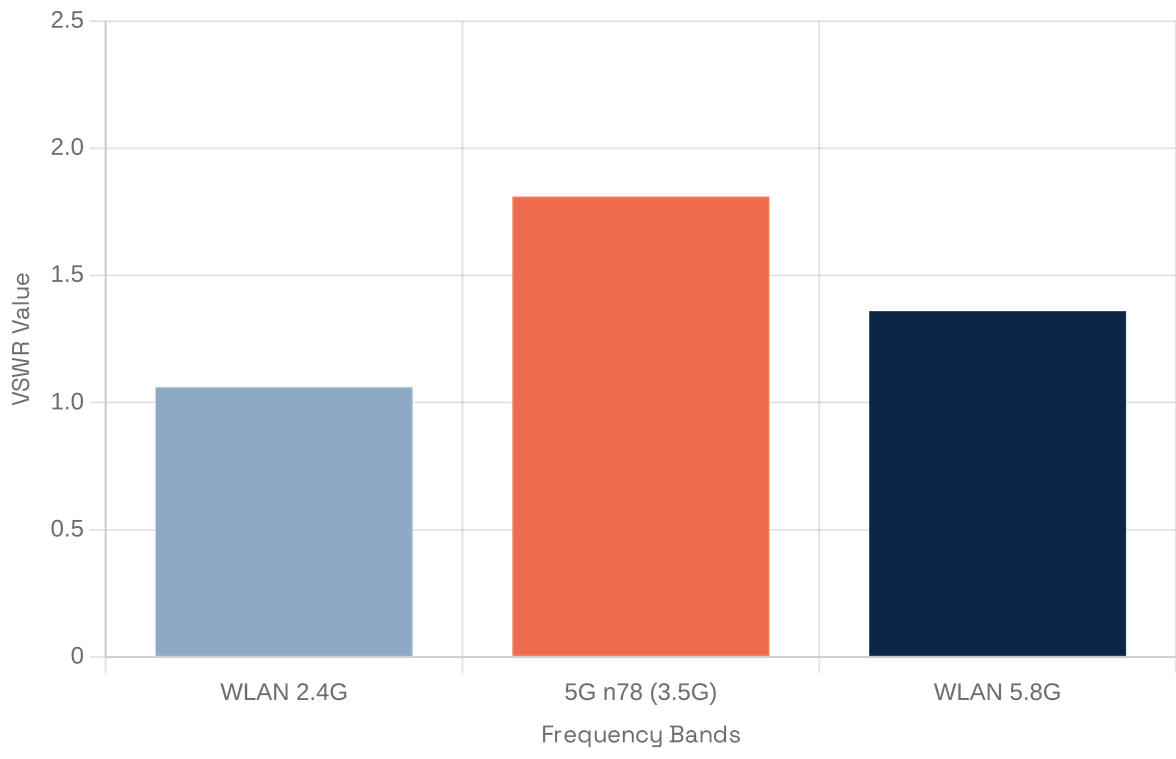 2.5
2.0
1.5
1.0
0.5
0
VSWR Value
WLAN 2.4G
5G n78 (3.5G)
WLAN 5.8G
Frequency Bands